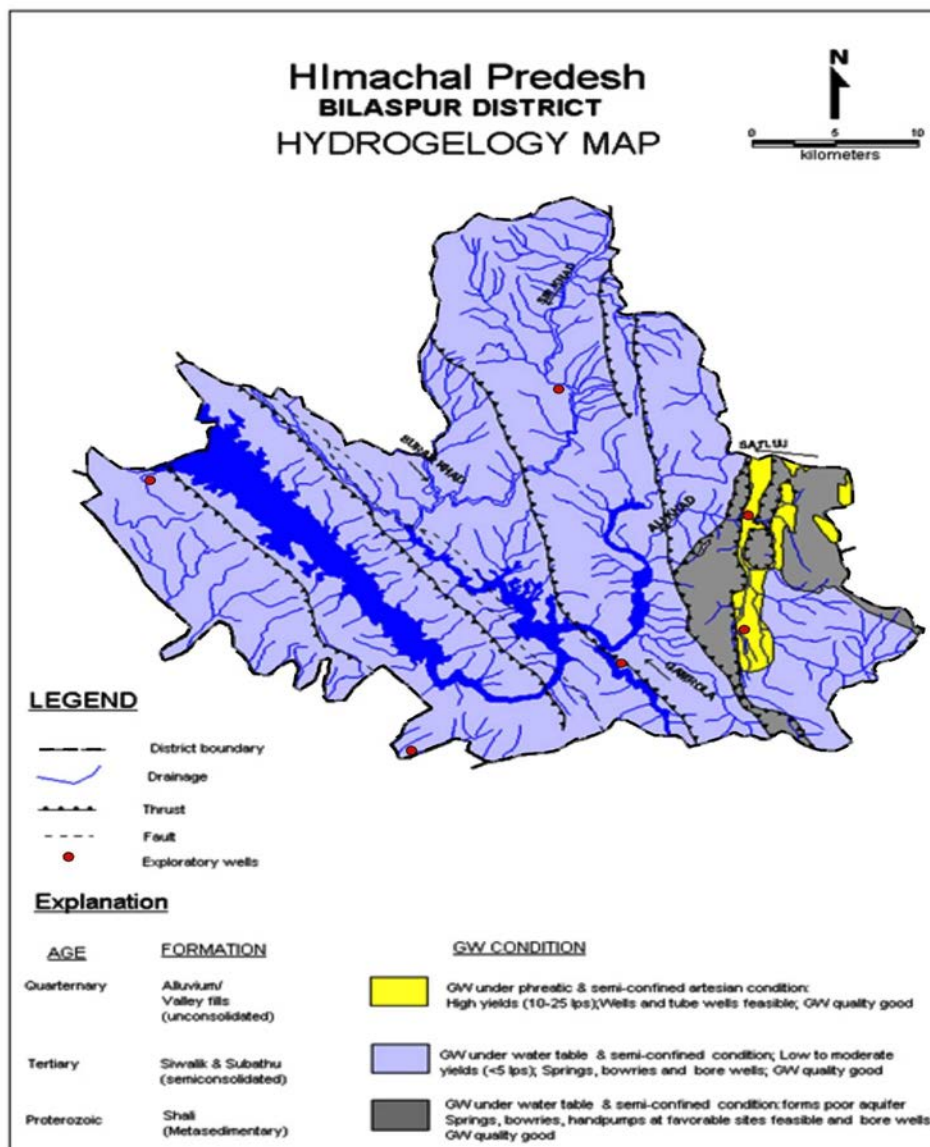 HImachal Predesh
BILASPUR DISTRICT
HYDROGELOGY MAP
N
0 5 10
kilometers
SIR KHAD
SATLUJ
ALI KHAD
GAMROLA
LEGEND
District boundary
Drainage
Thrust
Fault
Exploratory wells
Explanation
AGE FORMATION GW CONDITION
Quarternary
Alluvium/
Valley fills
(unconsolidated)
GW under phreatic & semi-confined artesian condition:
High yields (10-25 lps);Wells and tube wells feasible; GW quality good
Tertiary
Siwalik & Subathu
(semiconsolidated)
GW under water table & semi-confined condition; Low to moderate
yields (<5 lps); Springs, bowries and bore wells; GW quality good
Proterozoic
Shali
(Metasedimentary)
GW under water table & semi-confined condition:forms poor aquifer
Springs, bowries, handpumps at favorable sites feasible and bore wells
GW quality good